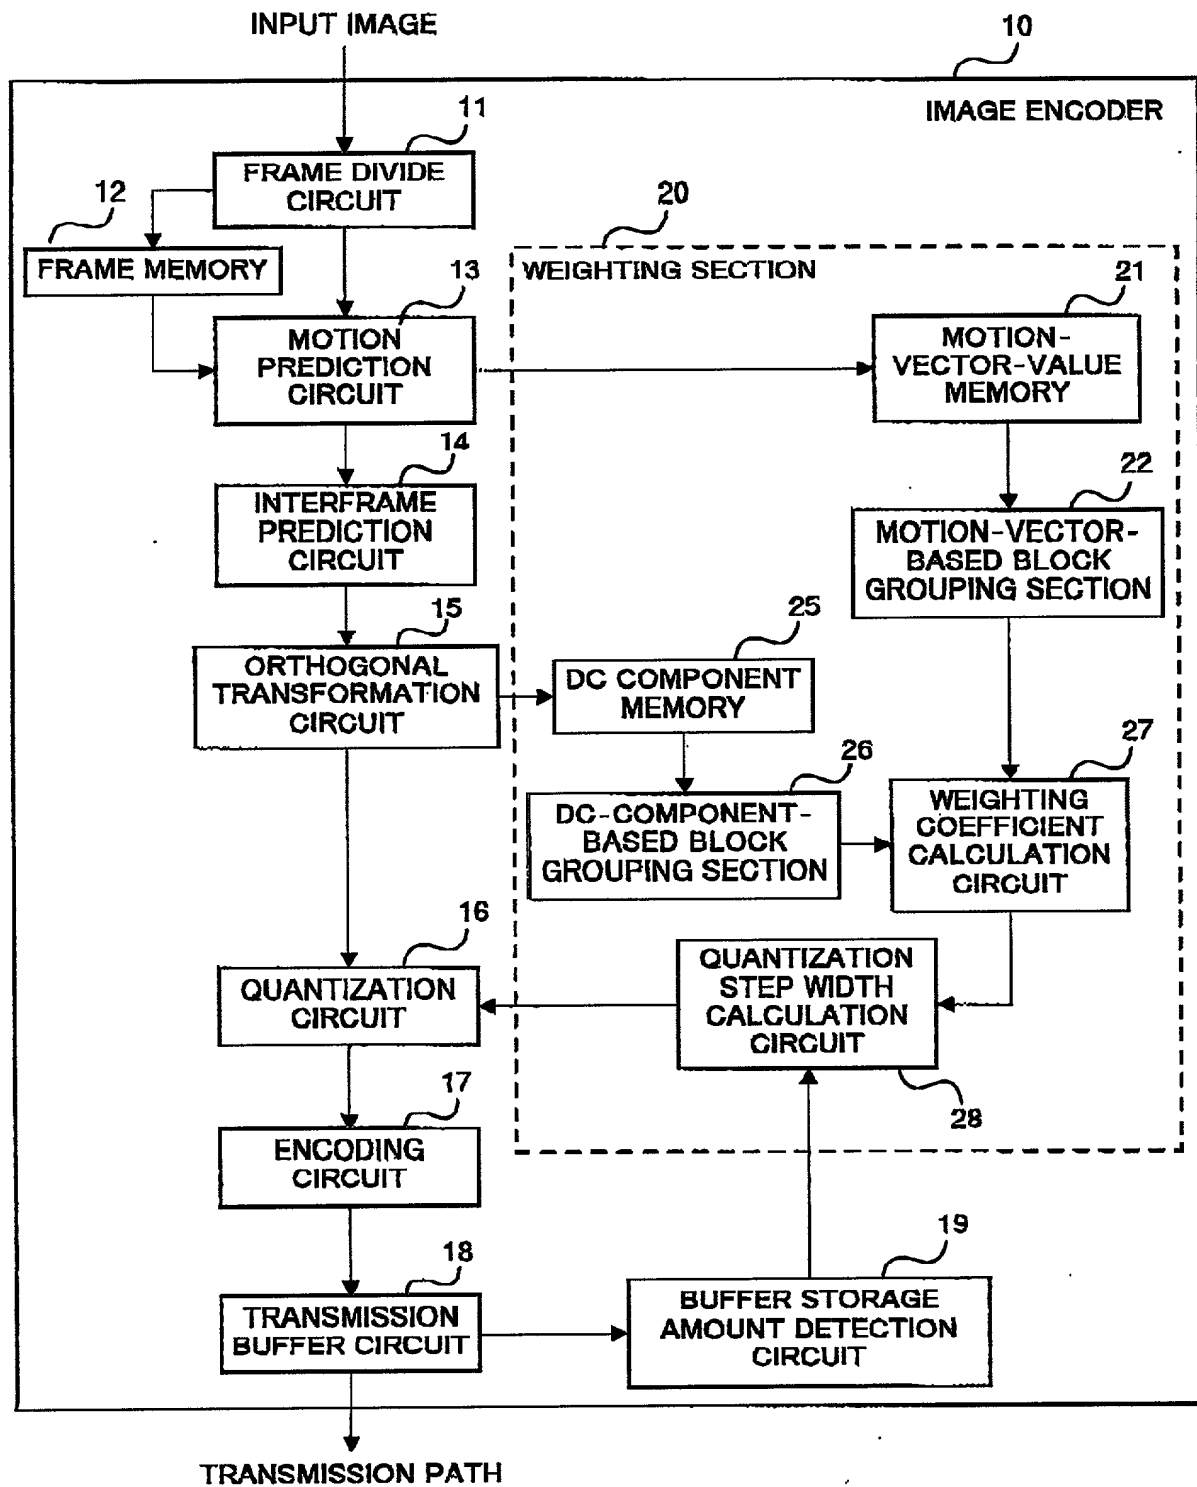 INPUT IMAGE
10
IMAGE ENCODER
11
FRAME DIVIDE
CIRCUIT
12
FRAME MEMORY
20
WEIGHTING SECTION
13
MOTION
PREDICTION
CIRCUIT
21
MOTION-
VECTOR-VALUE
MEMORY
14
INTERFRAME
PREDICTION
CIRCUIT
22
MOTION-VECTOR-
BASED BLOCK
GROUPING SECTION
15
ORTHOGONAL
TRANSFORMATION
CIRCUIT
25
DC COMPONENT
MEMORY
26
DC-COMPONENT-
BASED BLOCK
GROUPING SECTION
27
WEIGHTING
COEFFICIENT
CALCULATION
CIRCUIT
16
QUANTIZATION
CIRCUIT
QUANTIZATION
STEP WIDTH
CALCULATION
CIRCUIT
28
17
ENCODING
CIRCUIT
18
TRANSMISSION
BUFFER CIRCUIT
19
BUFFER STORAGE
AMOUNT DETECTION
CIRCUIT
TRANSMISSION PATH